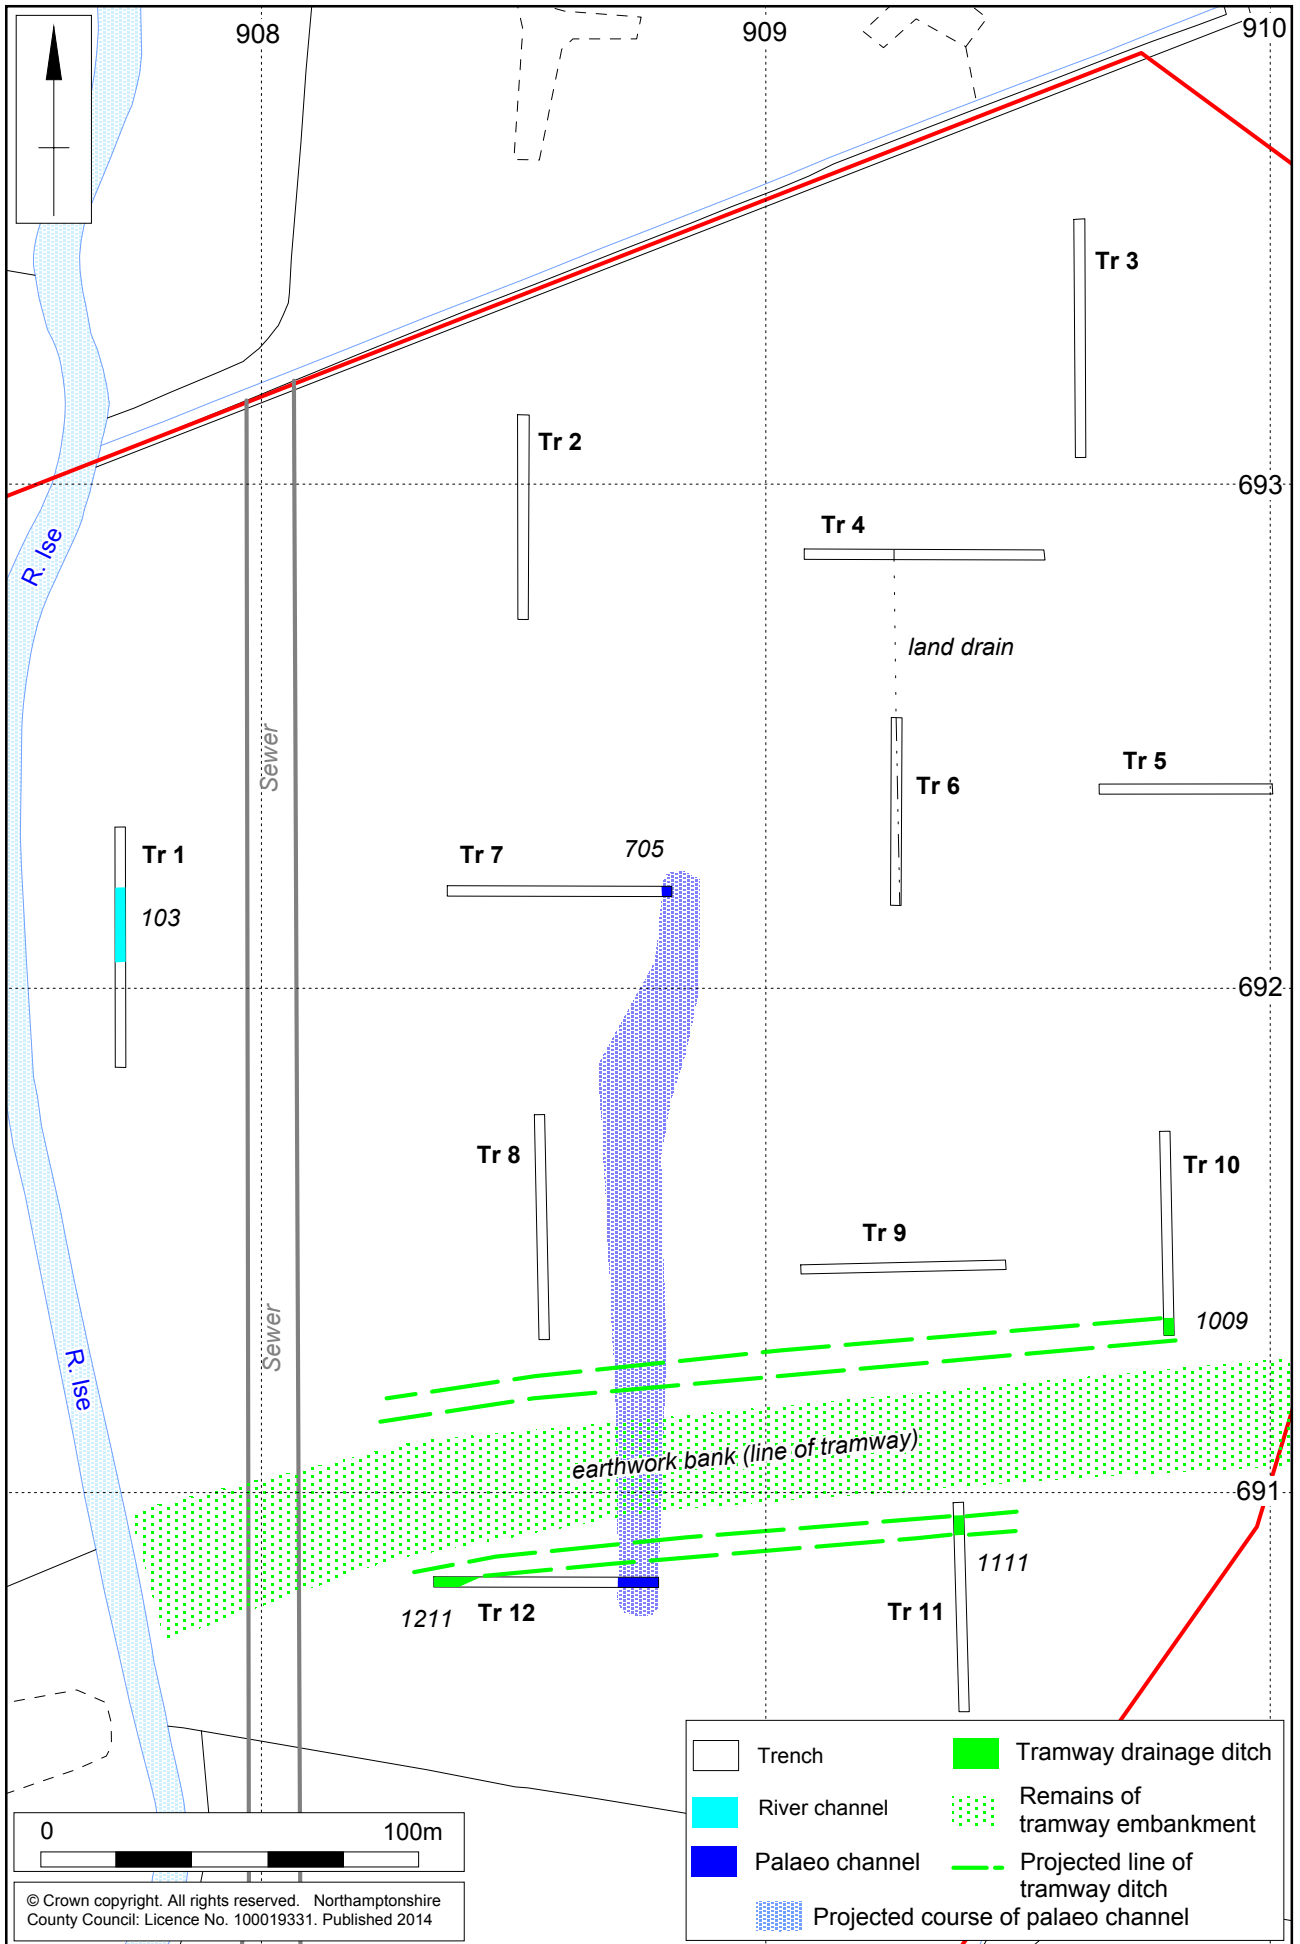 908
909
910
Tr 3
Tr 2
693
Tr 4
R. Ise
land drain
Sewer
Tr 5
Tr 6
Tr 1
Tr 7
705
103
692
Tr 8
Tr 10
Tr 9
Sewer
1009
R. Ise
earthwork bank (line of tramway)
691
1111
1211
Tr 12
Tr 11
Trench
River channel
Palaeo channel
Tramway drainage ditch
Remains of
tramway embankment
Projected line of
tramway ditch
Projected course of palaeo channel
0
100m
© Crown copyright. All rights reserved. Northamptonshire
County Council: Licence No. 100019331. Published 2014